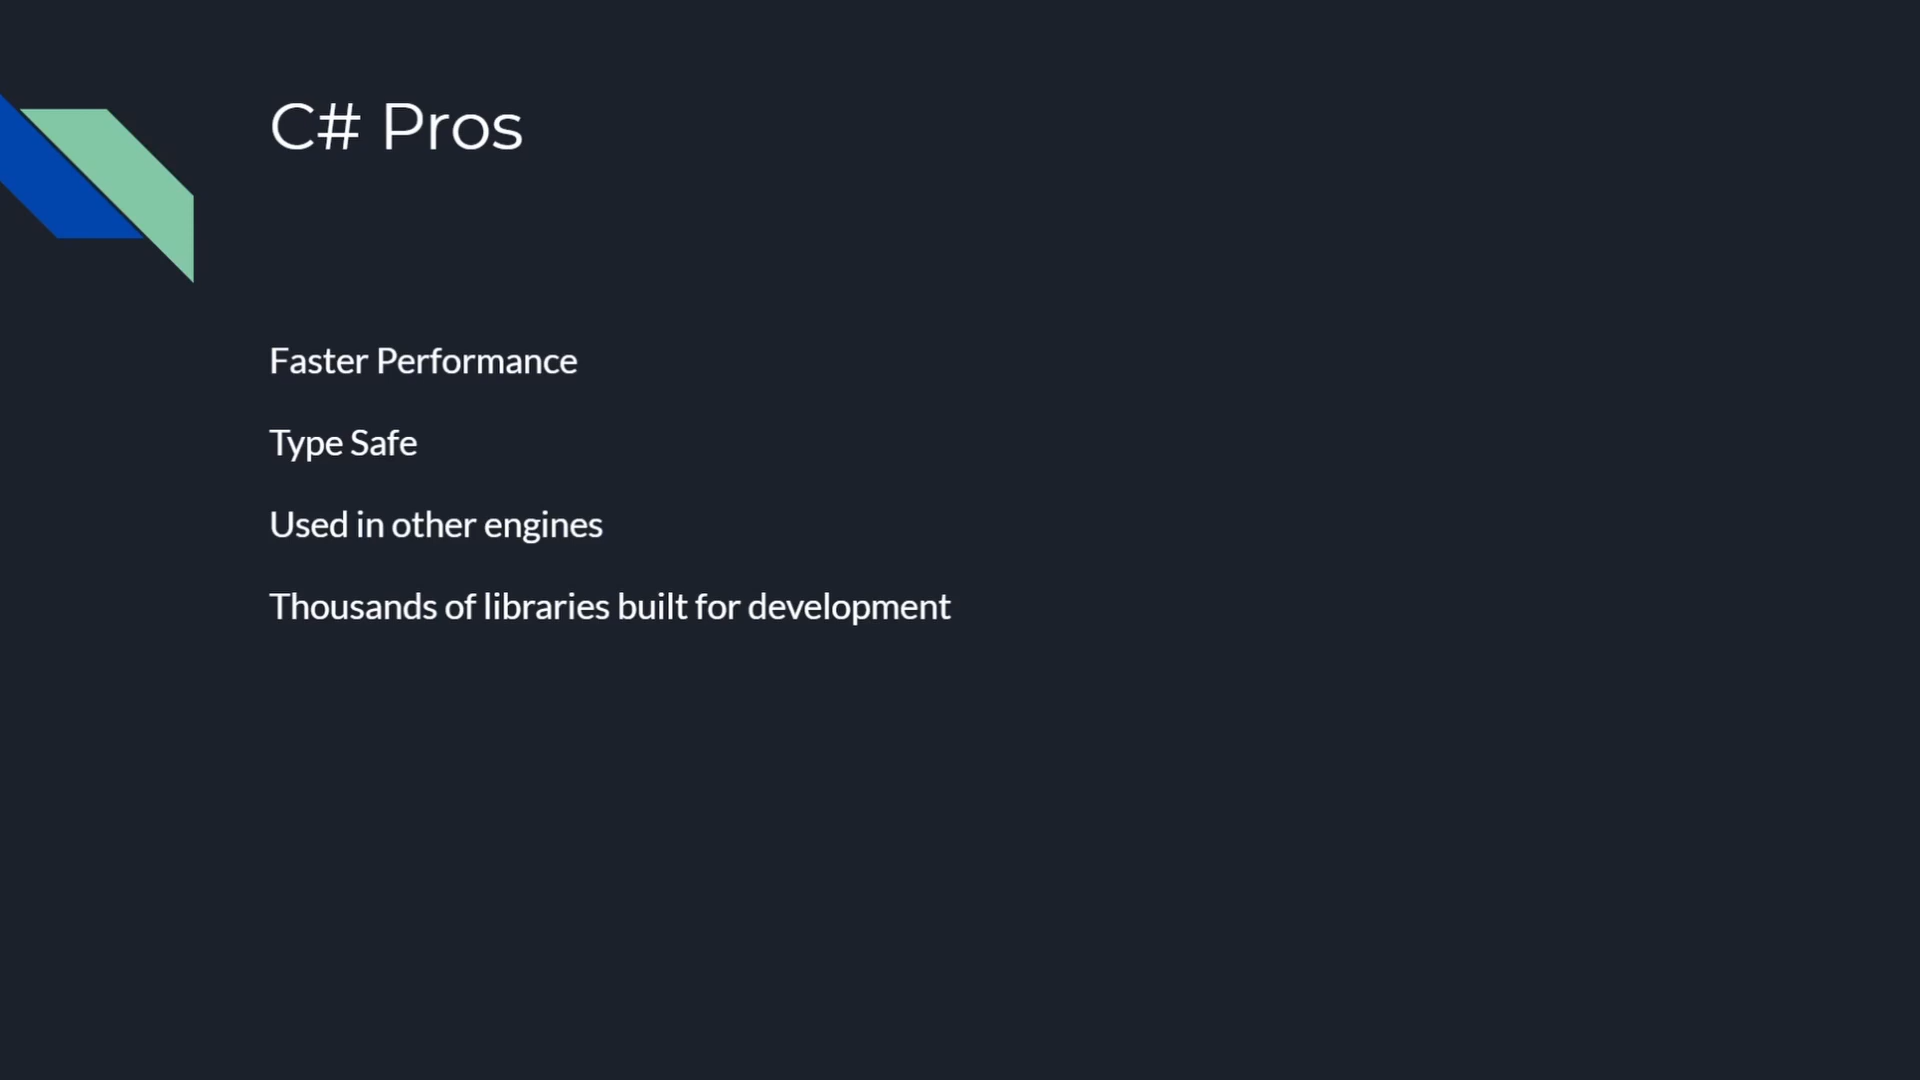 C# Pros
Faster Performance
Type Safe
Used in other engines
Thousands of libraries built for development